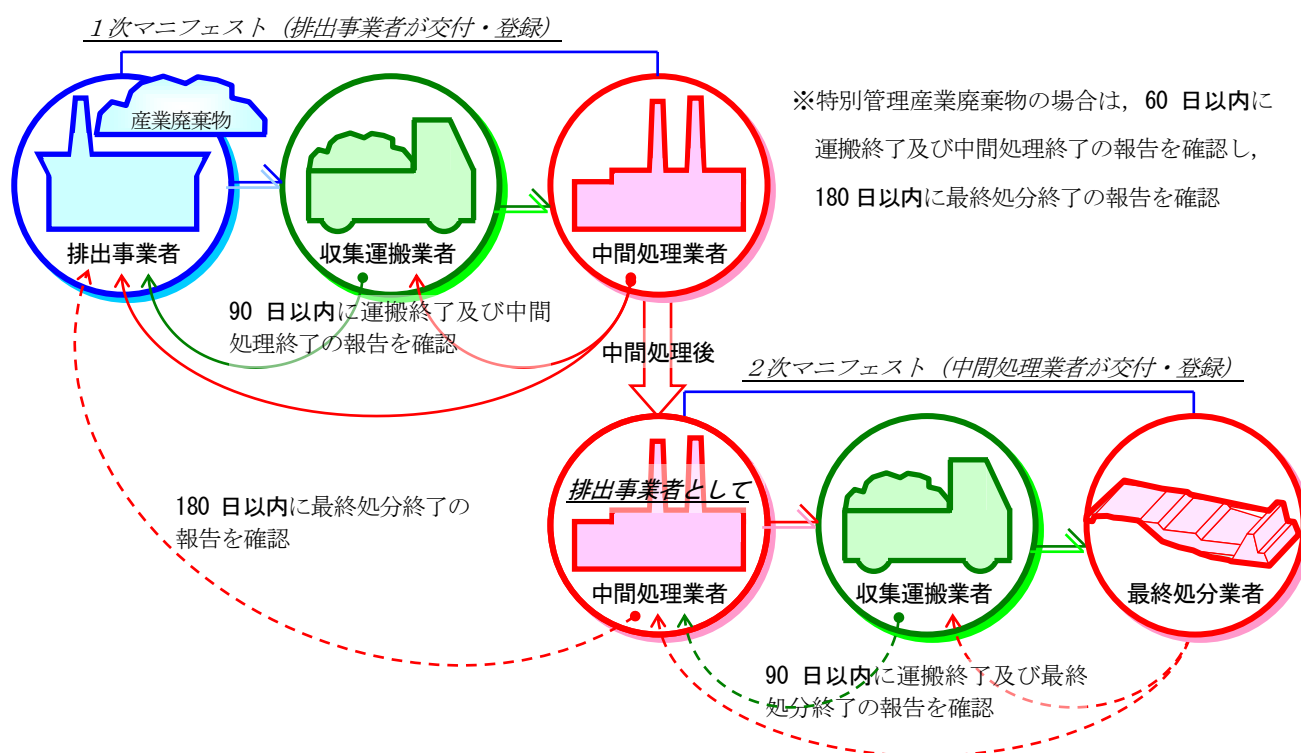 1次マニフェスト（排出事業者が交付・登録）
産業廃棄物
排出事業者
収集運搬業者
中間処理業者
※特別管理産業廃棄物の場合は，60 日以内に
運搬終了及び中間処理終了の報告を確認し，
180 日以内に最終処分終了の報告を確認
90 日以内に運搬終了及び中間
処理終了の報告を確認
中間処理後
2次マニフェスト（中間処理業者が交付・登録）
180 日以内に最終処分終了の
報告を確認
排出事業者として
中間処理業者
収集運搬業者
最終処分業者
90 日以内に運搬終了及び最終
処分終了の報告を確認